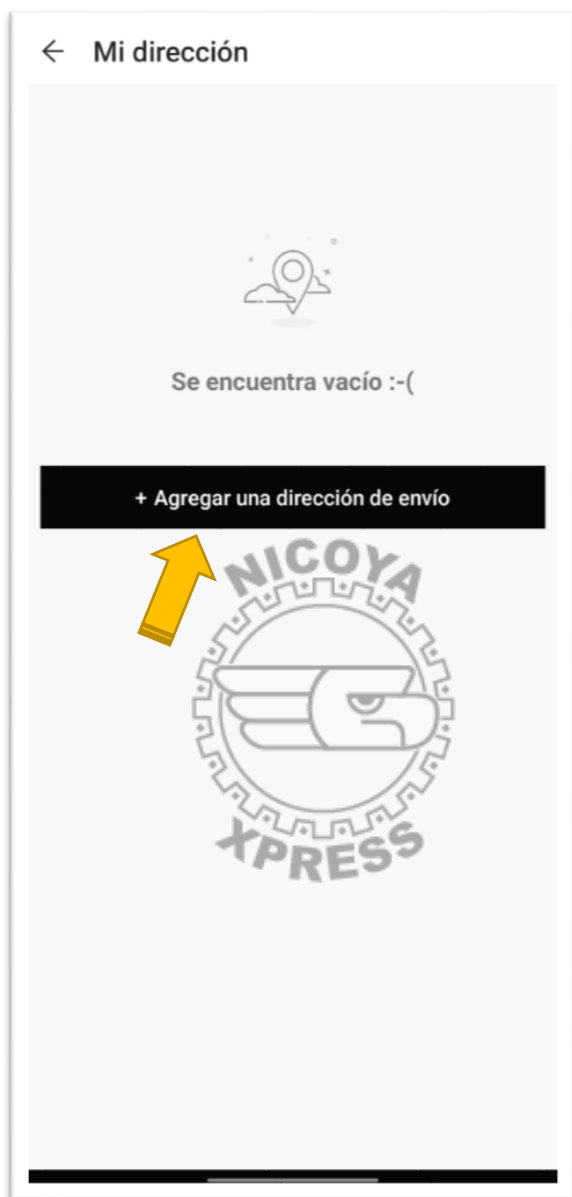 Mi dirección
Se encuentra vacío :-(
+ Agregar una dirección de envío
NICOYA
XPRESS